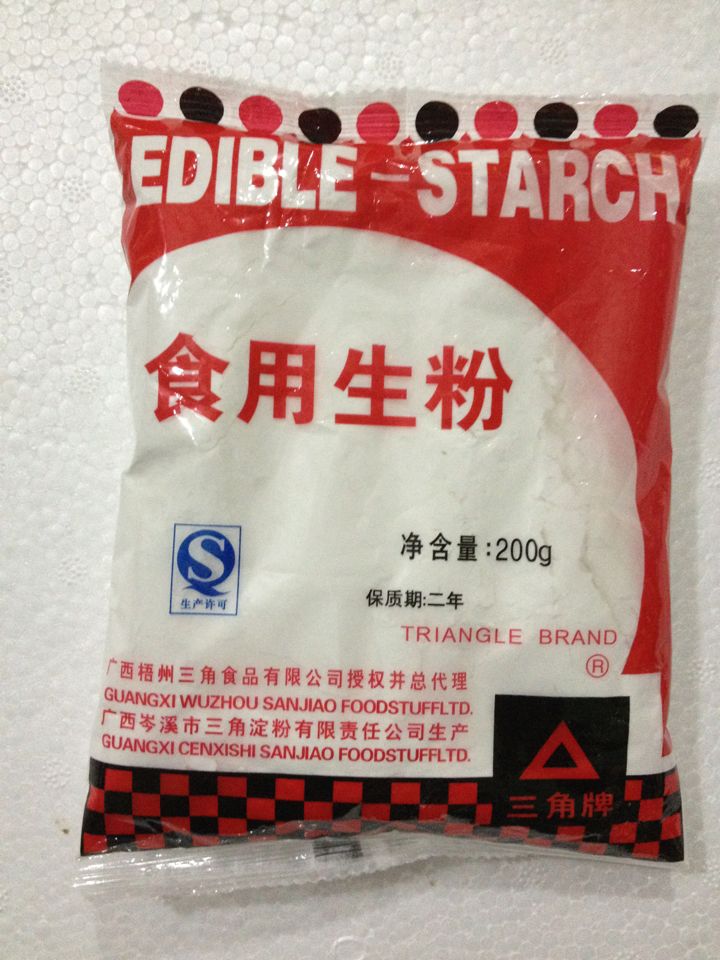 EDIBLE-STARCH
食用生粉
净含量:200g
生产许可
保质期:二年
TRIANGLE BRAND
®
广西梧州三角食品有限公司授权并总代理
GUANGXI WUZHOU SANJIAO FOODSTUFFLTD.
广西岑溪市三角淀粉有限责任公司生产
GUANGXI CENXISHI SANJIAO FOODSTUFFLTD.
三角牌